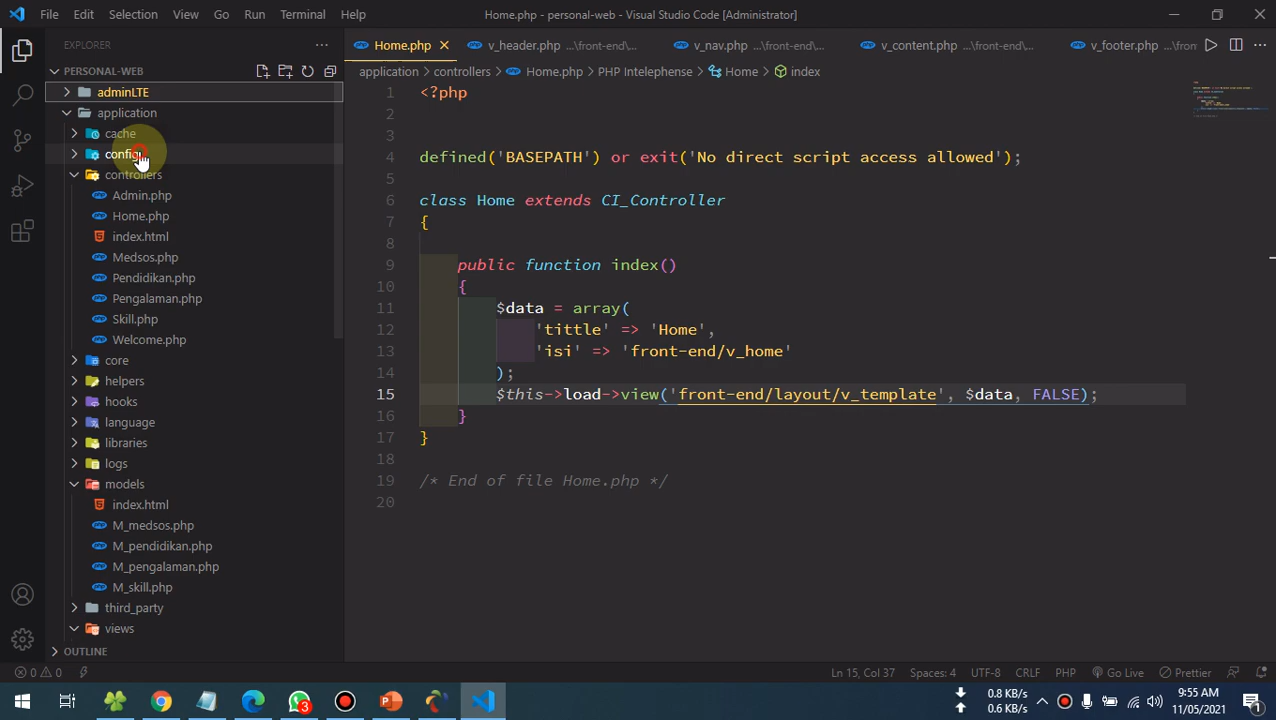 File Edit Selection View Go Run Terminal Help Home.php - personal-web - Visual Studio Code [Administrator]
EXPLORER ...
Home.php v_header.php ...\front-end\... v_nav.php ...\front-end\... v_content.php ...\front-end\... v_footer.php ...\front-
PERSONAL-WEB
application > controllers > Home.php > PHP Intelephense > Home > index
adminLTE
application
cache
config
controllers
Admin.php
Home.php
index.html
Medsos.php
Pendidikan.php
Pengalaman.php
Skill.php
Welcome.php
core
helpers
hooks
language
libraries
logs
models
index.html
M_medsos.php
M_pendidikan.php
M_pengalaman.php
M_skill.php
third_party
views
OUTLINE
1 <?php
2
3
4 defined('BASEPATH') or exit('No direct script access allowed');
5
6 class Home extends CI_Controller
7 {
8
9 public function index()
10 {
11 $data = array(
12 'tittle' => 'Home',
13 'isi' => 'front-end/v_home'
14 );
15 $this->load->view('front-end/layout/v_template', $data, FALSE);
16 }
17 }
18
19 /* End of file Home.php */
20
0 0 Ln 15, Col 37 Spaces: 4 UTF-8 CRLF PHP Go Live Prettier
3
0.8 KB/s
0.6 KB/s
9:55 AM
11/05/2021
1